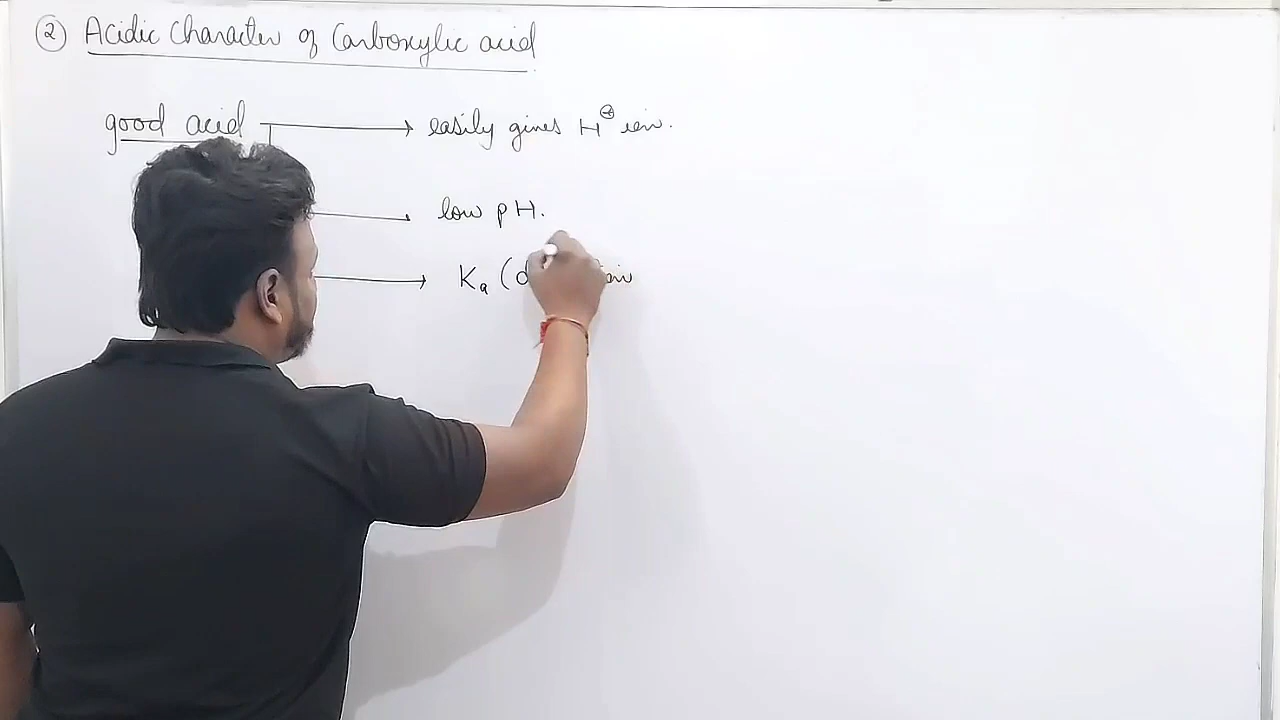 ② Acidic Character of Carboxylic acid
good acid → easily gives H⊕ ion.
low pH.
→ Ka (d